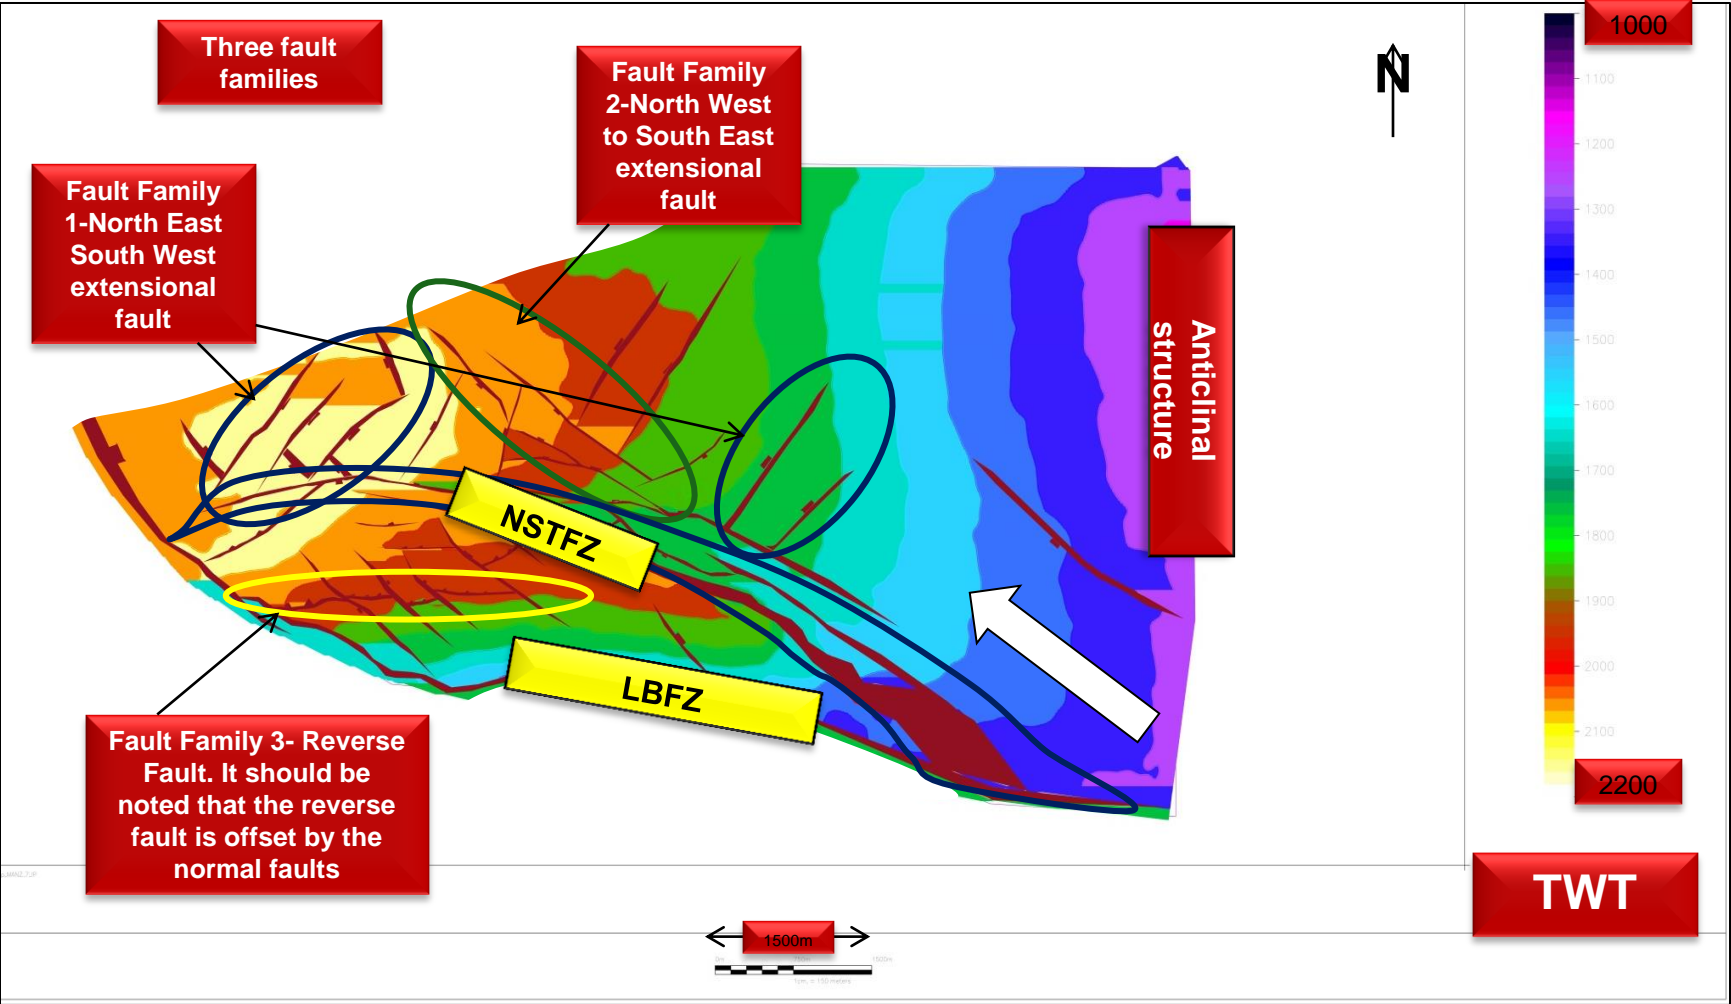 Three fault
families
Fault Family
2-North West
to South East
extensional
fault
N
Fault Family
1-North East
South West
extensional
fault
Anticlinal
structure
NSTFZ
LBFZ
Fault Family 3- Reverse
Fault. It should be
noted that the reverse
fault is offset by the
normal faults
1000
1100
1200
1300
1400
1500
1600
1700
1800
1900
2000
2100
2200
TWT
1500m
0m 750m 1500m